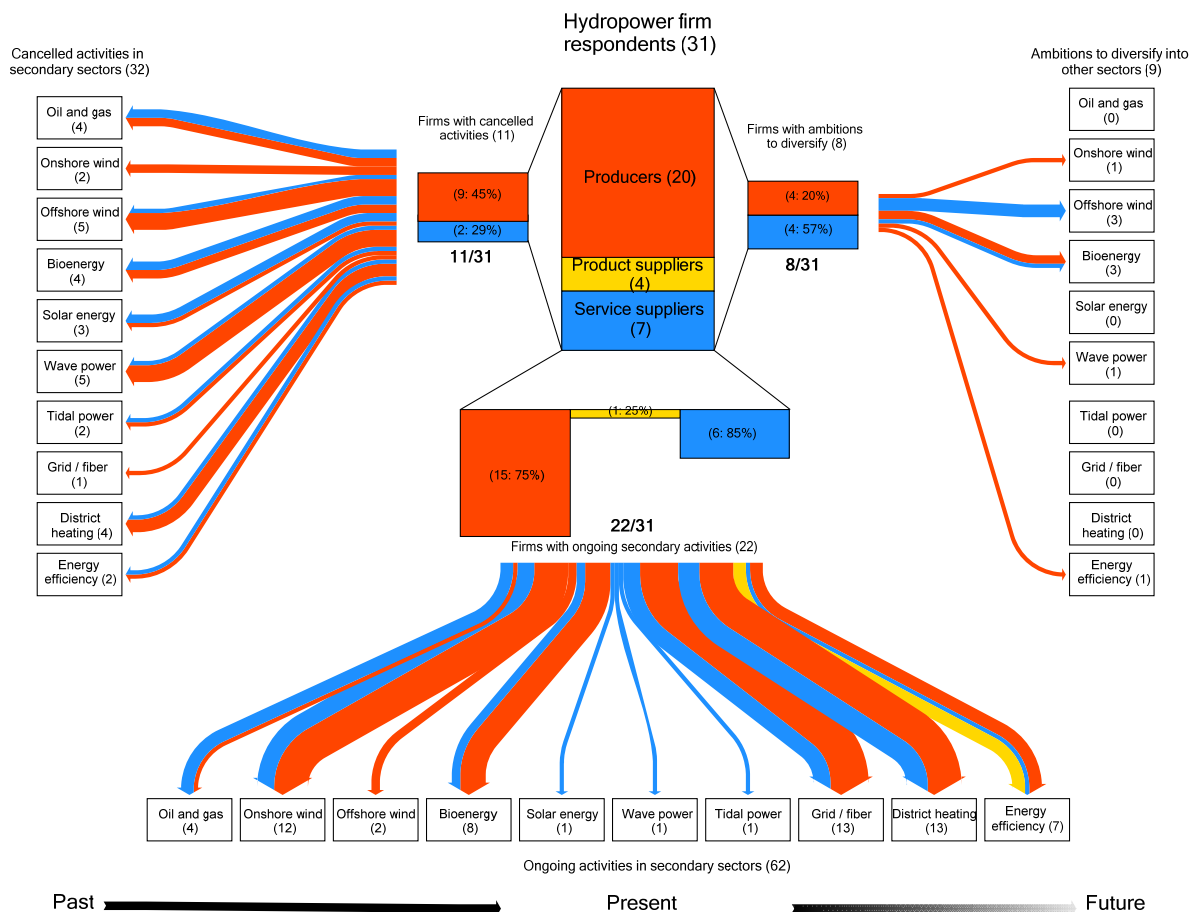 Hydropower firm
respondents (31)
Cancelled activities in
secondary sectors (32)
Oil and gas
(4)
Onshore wind
(2)
Offshore wind
(5)
Bioenergy
(4)
Solar energy
(3)
Wave power
(5)
Tidal power
(2)
Grid / fiber
(1)
District
heating (4)
Energy
efficiency (2)
Firms with cancelled
activities (11)
(9: 45%)
(2: 29%)
11/31
Producers (20)
Product suppliers
(4)
Service suppliers
(7)
Firms with ambitions
to diversify (8)
(4: 20%)
(4: 57%)
8/31
Ambitions to diversify into
other sectors (9)
Oil and gas
(0)
Onshore wind
(1)
Offshore wind
(3)
Bioenergy
(3)
Solar energy
(0)
Wave power
(1)
Tidal power
(0)
Grid / fiber
(0)
District
heating (0)
Energy
efficiency (1)
(15: 75%)
(1: 25%)
(6: 85%)
22/31
Firms with ongoing secondary activities (22)
Oil and gas
(4)
Onshore wind
(12)
Offshore wind
(2)
Bioenergy
(8)
Solar energy
(1)
Wave power
(1)
Tidal power
(1)
Grid / fiber
(13)
District heating
(13)
Energy
efficiency (7)
Ongoing activities in secondary sectors (62)
Past
Present
Future